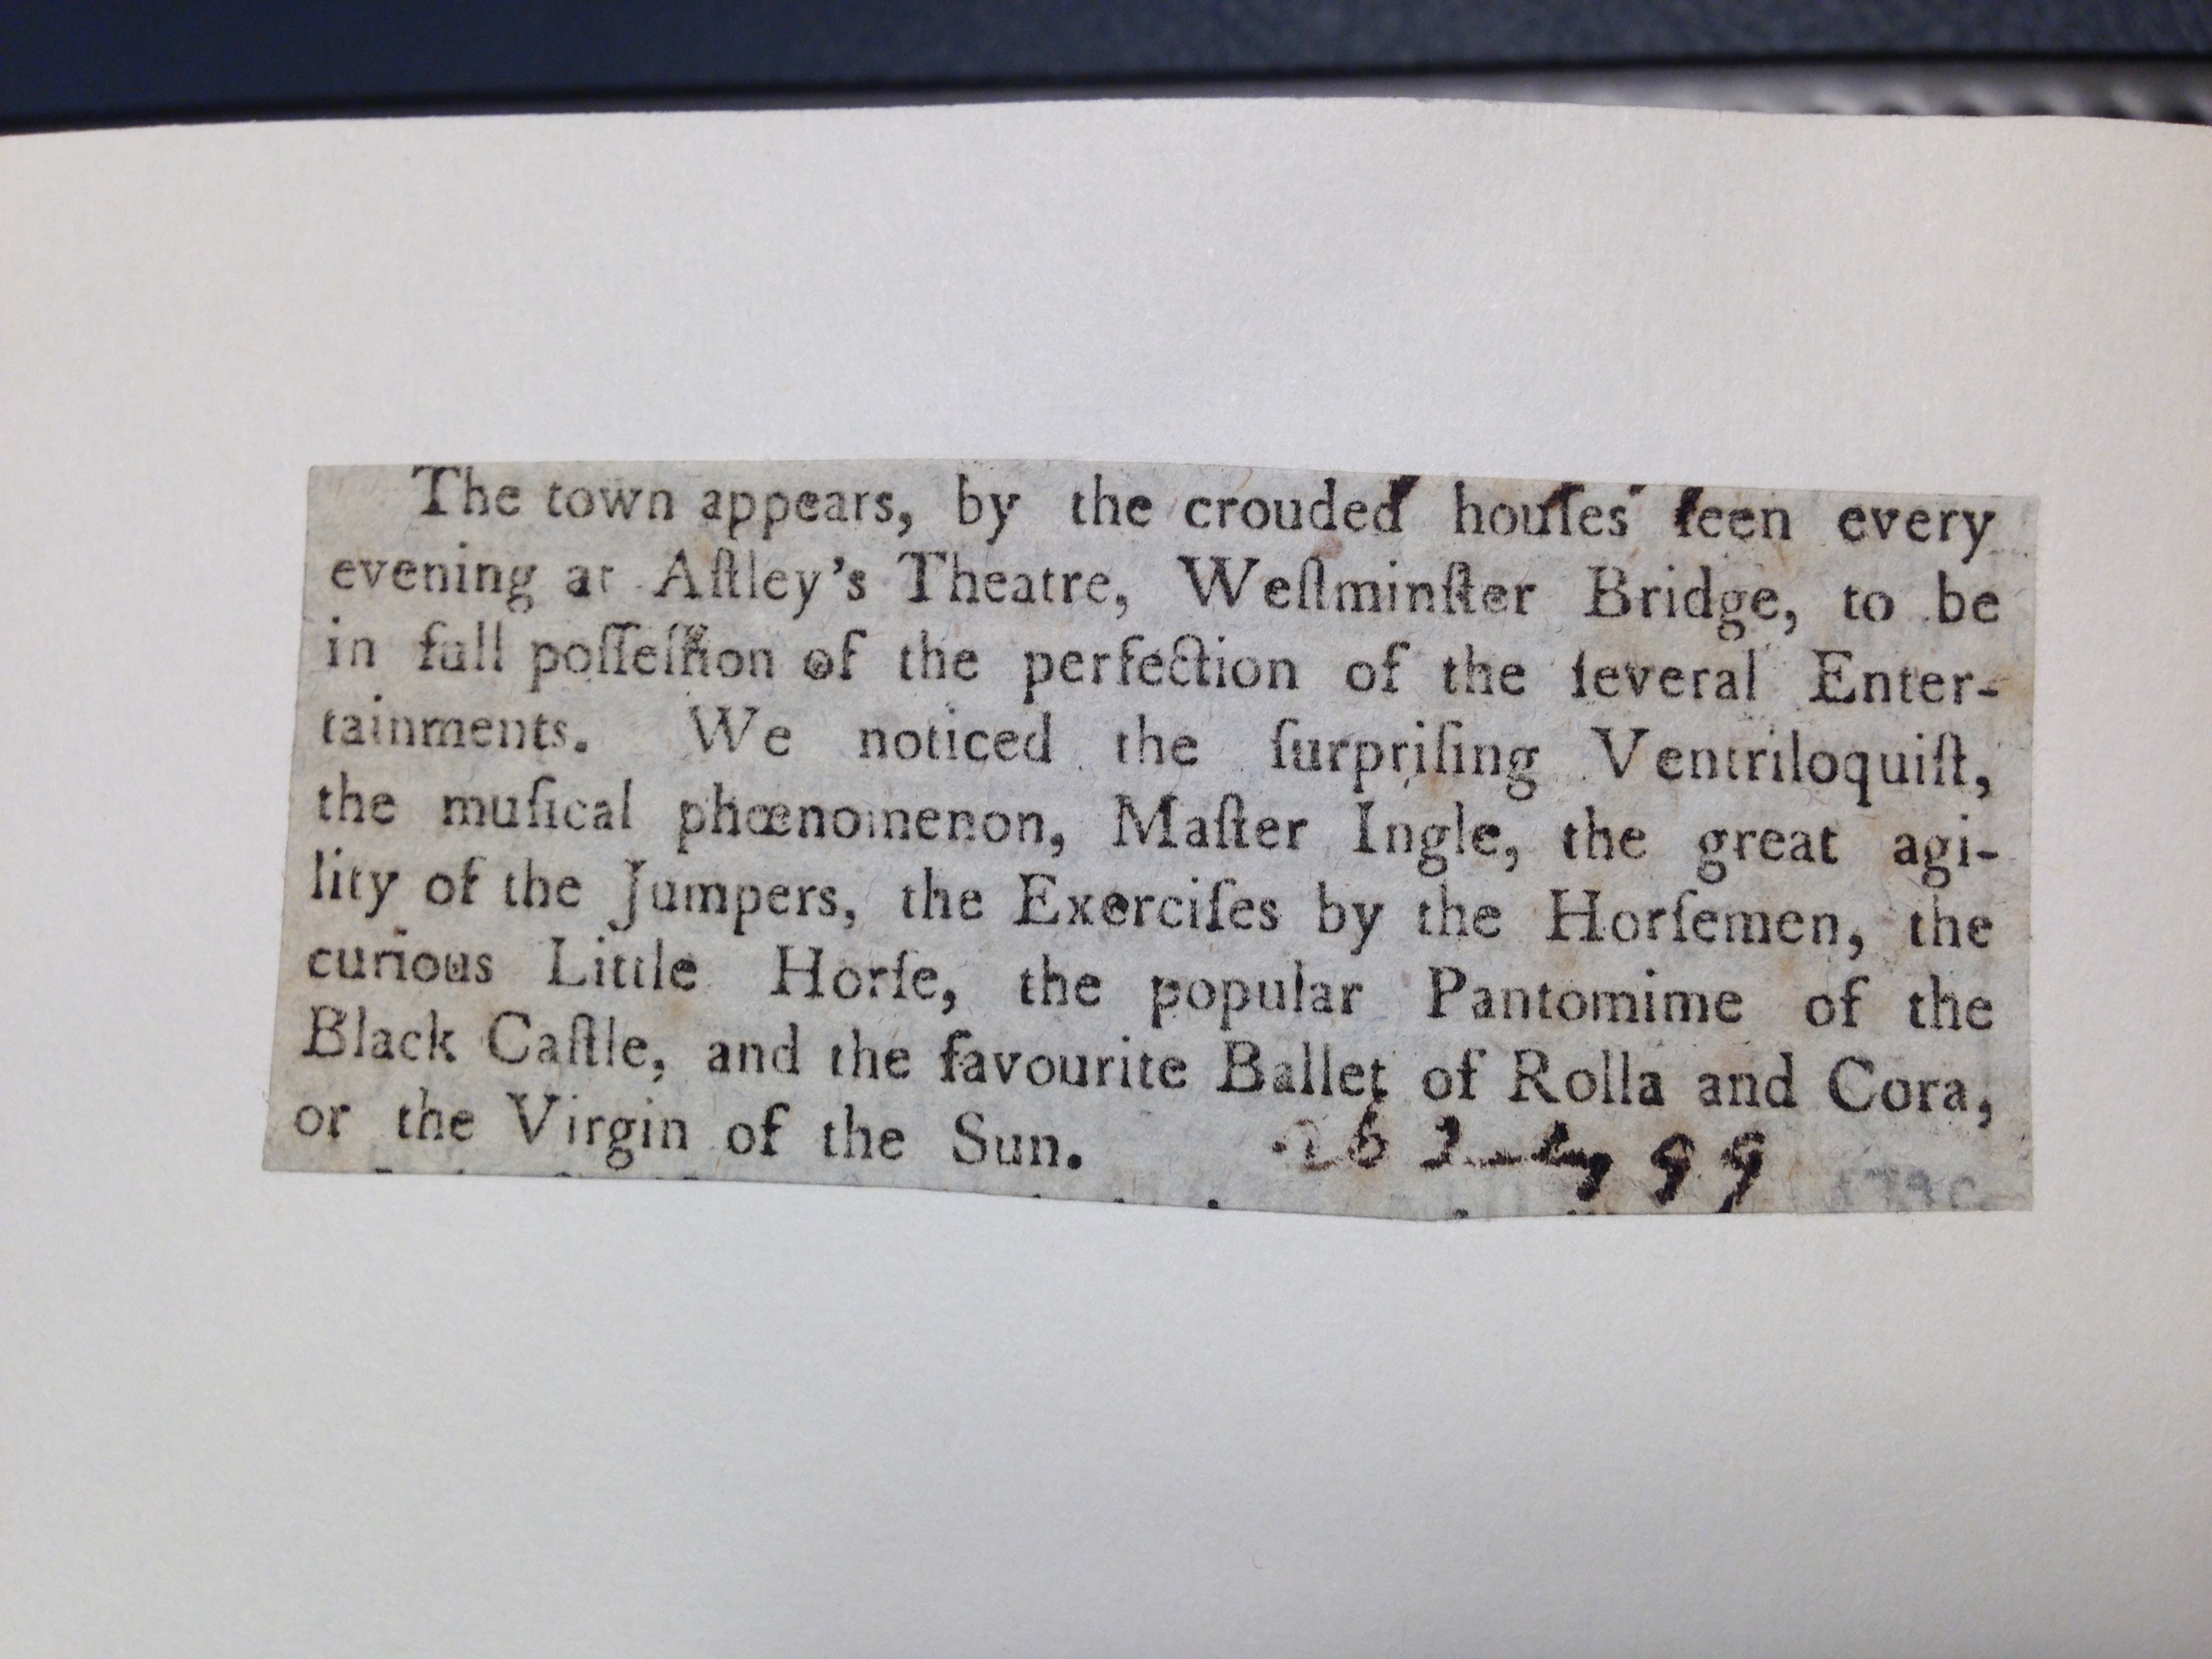 The town appears, by the crouded houſes ſeen every
evening at Aſtley's Theatre, Weſtminſter Bridge, to be
in full poſſeſſion of the perfection of the ſeveral Enter-
tainments. We noticed the ſurpriſing Ventriloquiſt,
the muſical phœnomenon, Maſter Ingle, the great agi-
lity of the Jumpers, the Exerciſes by the Horſemen, the
curious Little Horſe, the popular Pantomime of the
Black Caſtle, and the favourite Ballet of Rolla and Cora,
or the Virgin of the Sun.